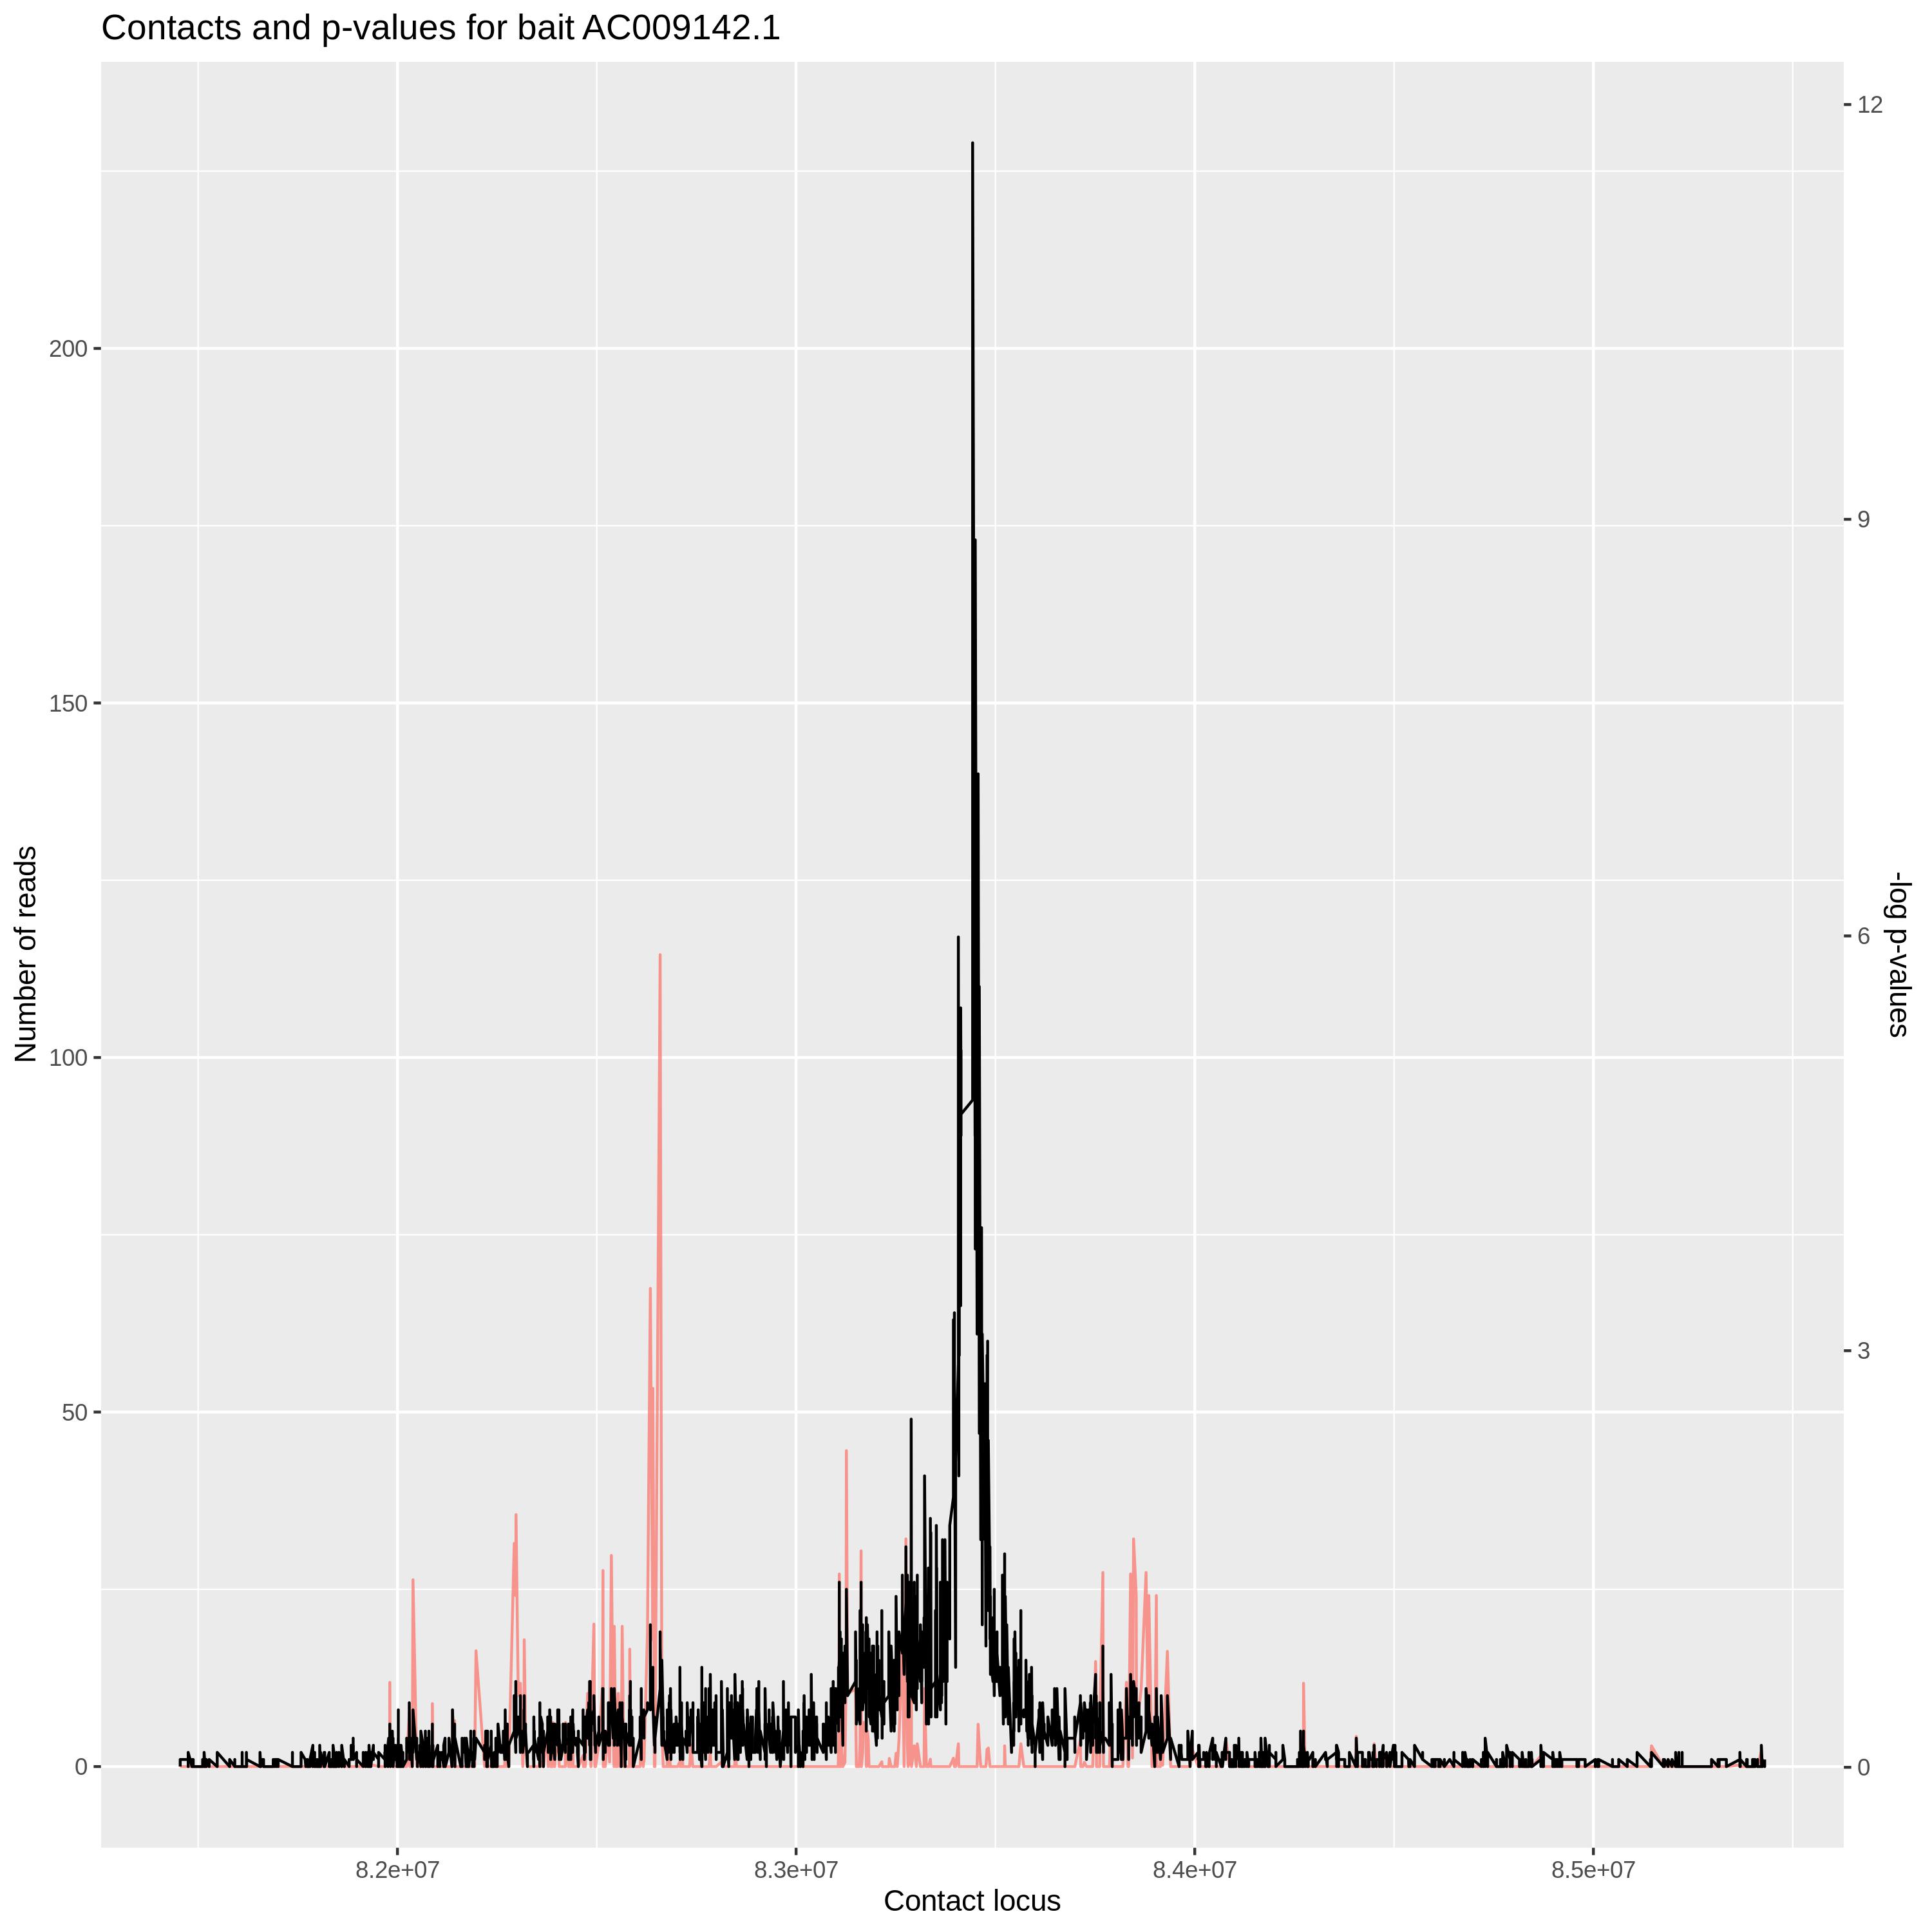 Contacts and p-values for bait AC009142.1
12
200
9
150
Number of reads
-log p-values
6
100
3
50
0
0
8.2e+07
8.3e+07
8.4e+07
8.5e+07
Contact locus